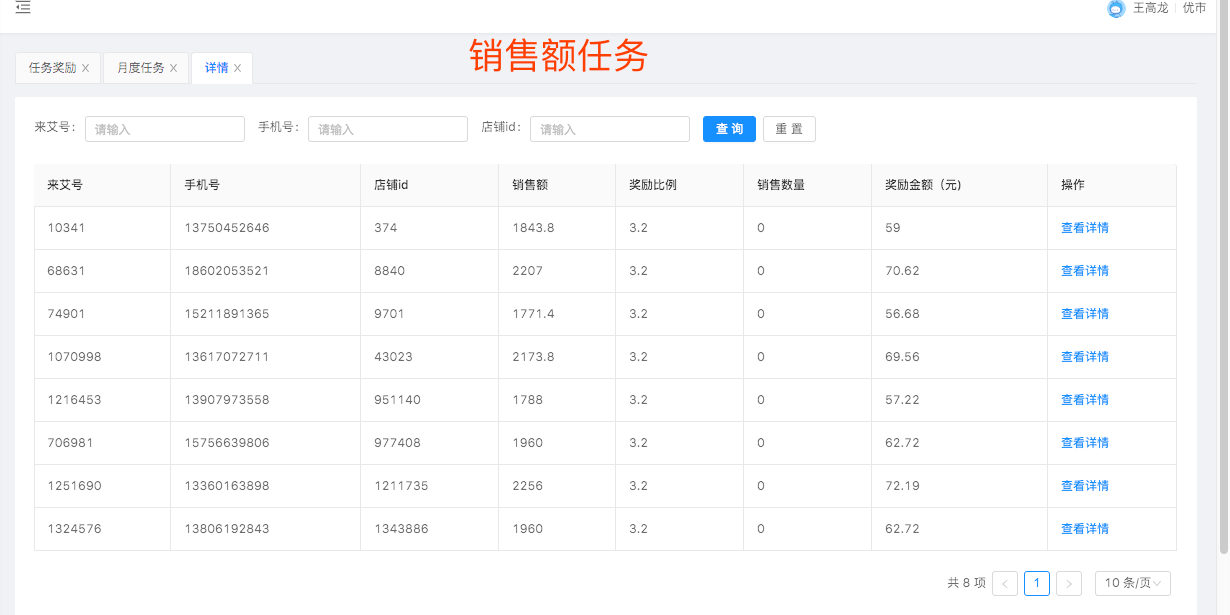 王高龙 优市
销售额任务
任务奖励 X 月度任务 X 详情 X
来艾号： 请输入 手机号： 请输入 店铺id： 请输入 查 询 重 置
来艾号 手机号 店铺id 销售额 奖励比例 销售数量 奖励金额（元) 操作
10341 13750452646 374 1843.8 3.2 0 59 查看详情
68631 18602053521 8840 2207 3.2 0 70.62 查看详情
74901 15211891365 9701 1771.4 3.2 0 56.68 查看详情
1070998 13617072711 43023 2173.8 3.2 0 69.56 查看详情
1216453 13907973558 951140 1788 3.2 0 57.22 查看详情
706981 15756639806 977408 1960 3.2 0 62.72 查看详情
1251690 13360163898 1211735 2256 3.2 0 72.19 查看详情
1324576 13806192843 1343886 1960 3.2 0 62.72 查看详情
共 8 项 < 1 > 10 条/页